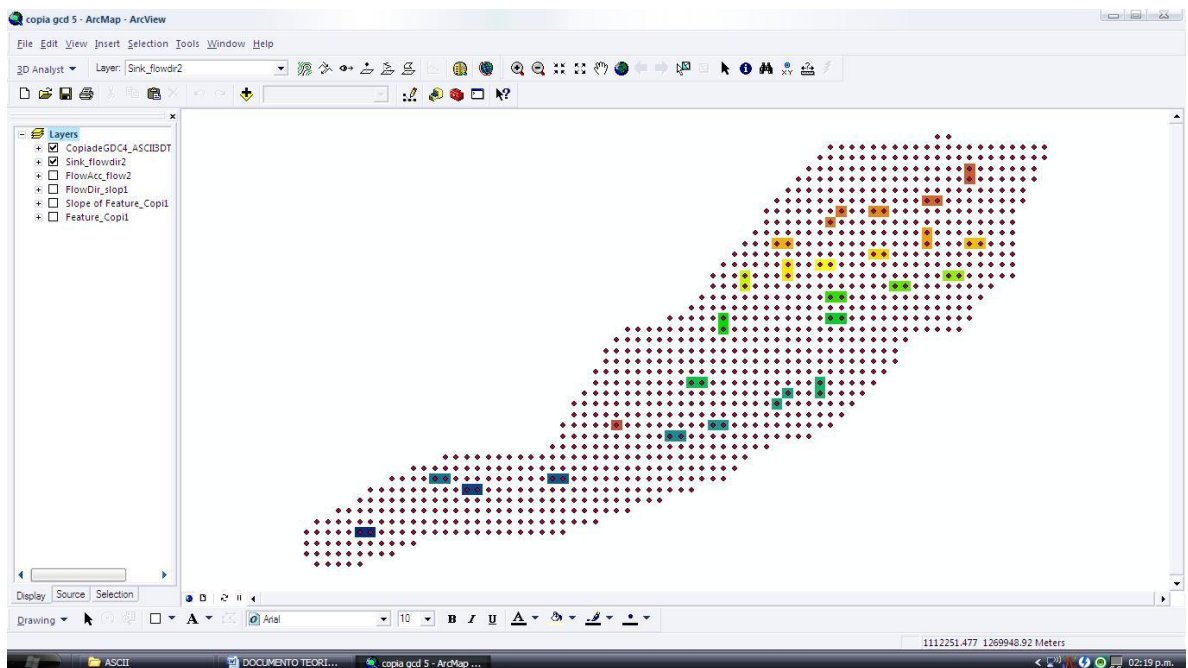 copia gcd 5 - ArcMap - ArcView
File Edit View Insert Selection Tools Window Help
3D Analyst Layer: Sink_flowdir2
Layers
CopiadeGDC4_ASCII3DT
Sink_flowdir2
FlowAcc_flow2
FlowDir_slop1
Slope of Feature_Copi1
Feature_Copi1
Display Source Selection
Drawing A Arial 10 B I U A
1112251.477 1269948.92 Meters
ASCII DOCUMENTO TEORI... copia gcd 5 - ArcMap ... 02:19 p.m.